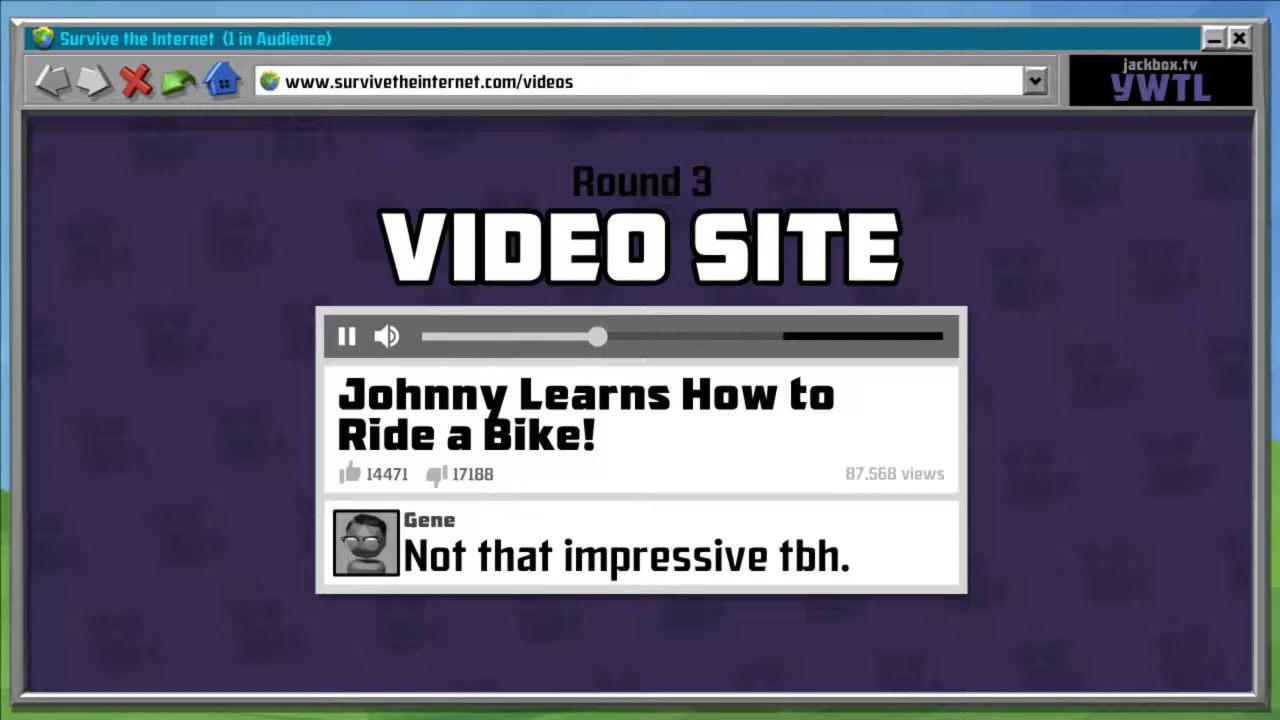 Survive the Internet (1 in Audience)
www.survivetheinternet.com/videos
jackbox.tv
YWTL
Round 3
VIDEO SITE
Johnny Learns How to
Ride a Bike!
14471 17188 87.568 views
Gene
Not that impressive tbh.